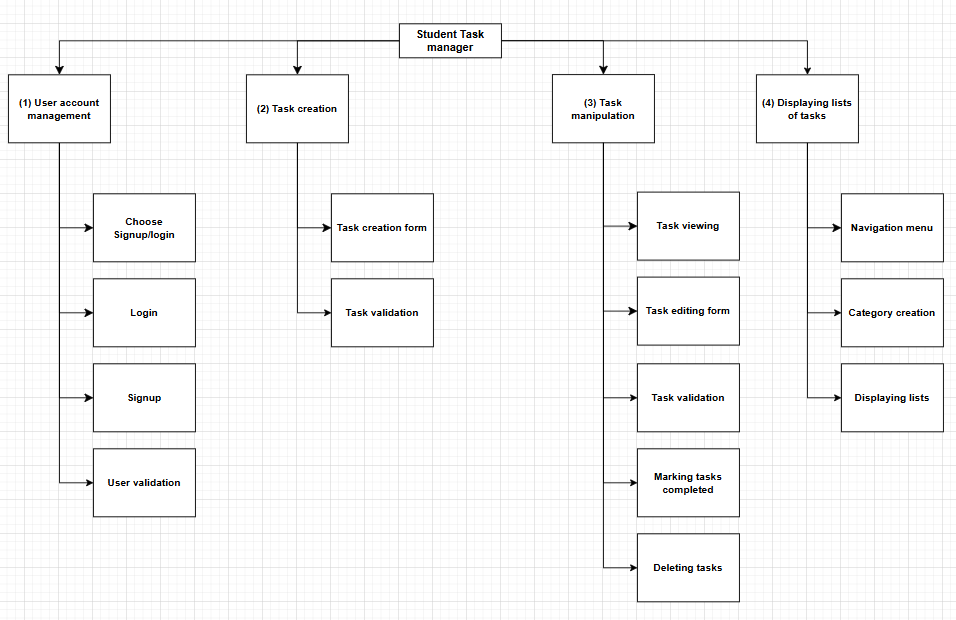 Student Task
manager
(1) User account
management
(2) Task creation
(3) Task
manipulation
(4) Displaying lists
of tasks
Choose
Signup/login
Login
Signup
User validation
Task creation form
Task validation
Task viewing
Task editing form
Task validation
Marking tasks
completed
Deleting tasks
Navigation menu
Category creation
Displaying lists